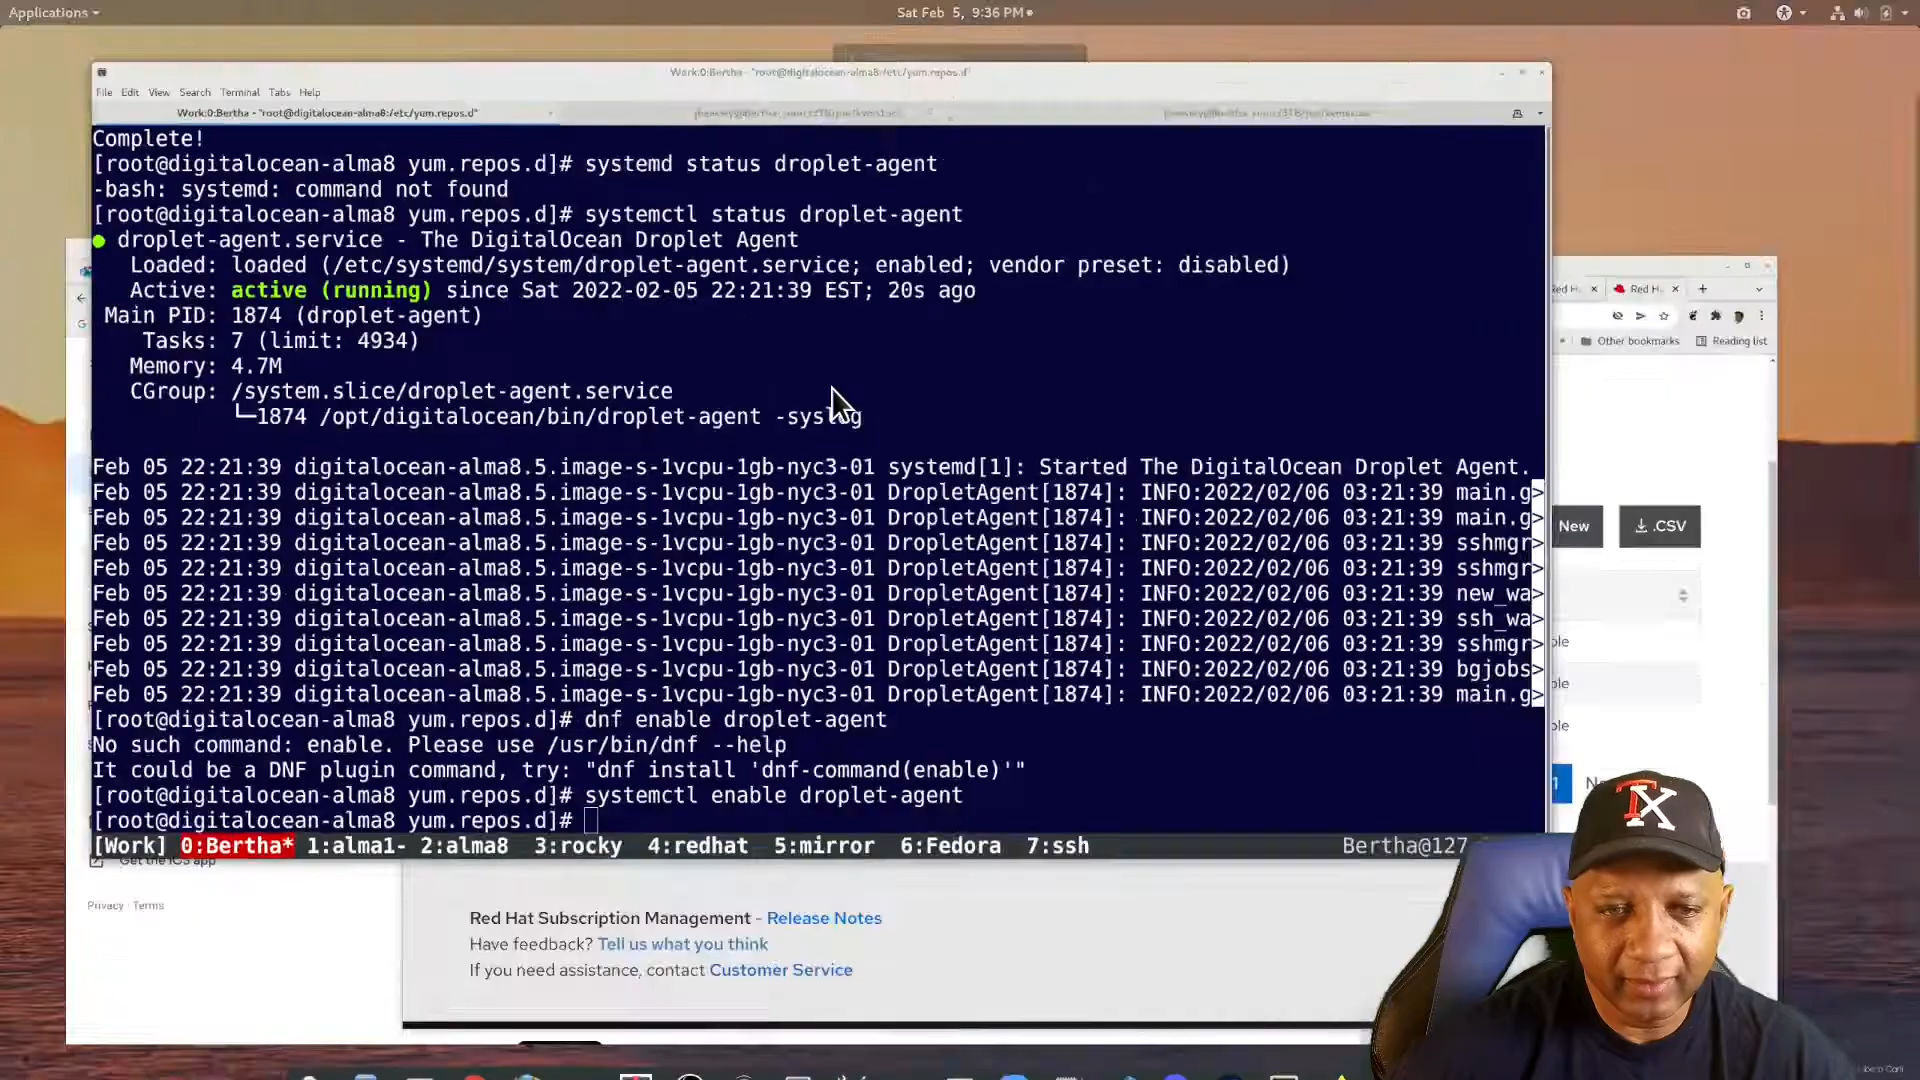 Applications
Sat Feb 5, 9:36 PM
Work:0:Bertha - "root@digitalocean-alma8:/etc/yum.repos.d"
File Edit View Search Terminal Tabs Help
Work:0:Bertha - "root@digitalocean-alma8:/etc/yum.repos.d"
Complete!
[root@digitalocean-alma8 yum.repos.d]# systemd status droplet-agent
-bash: systemd: command not found
[root@digitalocean-alma8 yum.repos.d]# systemctl status droplet-agent
● droplet-agent.service - The DigitalOcean Droplet Agent
Loaded: loaded (/etc/systemd/system/droplet-agent.service; enabled; vendor preset: disabled)
Active: active (running) since Sat 2022-02-05 22:21:39 EST; 20s ago
Main PID: 1874 (droplet-agent)
Tasks: 7 (limit: 4934)
Memory: 4.7M
CGroup: /system.slice/droplet-agent.service
└─1874 /opt/digitalocean/bin/droplet-agent -syslog
Feb 05 22:21:39 digitalocean-alma8.5.image-s-1vcpu-1gb-nyc3-01 systemd[1]: Started The DigitalOcean Droplet Agent.
Feb 05 22:21:39 digitalocean-alma8.5.image-s-1vcpu-1gb-nyc3-01 DropletAgent[1874]: INFO:2022/02/06 03:21:39 main.g>
Feb 05 22:21:39 digitalocean-alma8.5.image-s-1vcpu-1gb-nyc3-01 DropletAgent[1874]: INFO:2022/02/06 03:21:39 main.g>
Feb 05 22:21:39 digitalocean-alma8.5.image-s-1vcpu-1gb-nyc3-01 DropletAgent[1874]: INFO:2022/02/06 03:21:39 sshmgr>
Feb 05 22:21:39 digitalocean-alma8.5.image-s-1vcpu-1gb-nyc3-01 DropletAgent[1874]: INFO:2022/02/06 03:21:39 sshmgr>
Feb 05 22:21:39 digitalocean-alma8.5.image-s-1vcpu-1gb-nyc3-01 DropletAgent[1874]: INFO:2022/02/06 03:21:39 new_wa>
Feb 05 22:21:39 digitalocean-alma8.5.image-s-1vcpu-1gb-nyc3-01 DropletAgent[1874]: INFO:2022/02/06 03:21:39 ssh_wa>
Feb 05 22:21:39 digitalocean-alma8.5.image-s-1vcpu-1gb-nyc3-01 DropletAgent[1874]: INFO:2022/02/06 03:21:39 sshmgr>
Feb 05 22:21:39 digitalocean-alma8.5.image-s-1vcpu-1gb-nyc3-01 DropletAgent[1874]: INFO:2022/02/06 03:21:39 bgjobs>
Feb 05 22:21:39 digitalocean-alma8.5.image-s-1vcpu-1gb-nyc3-01 DropletAgent[1874]: INFO:2022/02/06 03:21:39 main.g>
[root@digitalocean-alma8 yum.repos.d]# dnf enable droplet-agent
No such command: enable. Please use /usr/bin/dnf --help
It could be a DNF plugin command, try: "dnf install 'dnf-command(enable)'"
[root@digitalocean-alma8 yum.repos.d]# systemctl enable droplet-agent
[root@digitalocean-alma8 yum.repos.d]#
[Work] 0:Bertha* 1:alma1- 2:alma8 3:rocky 4:redhat 5:mirror 6:Fedora 7:ssh Bertha@127
Red H
Other bookmarks
Reading list
New
.CSV
ble
ble
ble
1
Get the iOS app
Privacy · Terms
Red Hat Subscription Management - Release Notes
Have feedback? Tell us what you think
If you need assistance, contact Customer Service
TX